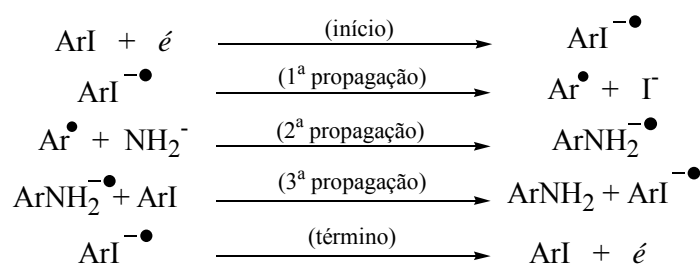 ArI + é (início) ArI⁻•
ArI⁻• (1ª propagação) Ar• + I⁻
Ar• + NH₂⁻ (2ª propagação) ArNH₂⁻•
ArNH₂⁻• + ArI (3ª propagação) ArNH₂ + ArI⁻•
ArI⁻• (término) ArI + é